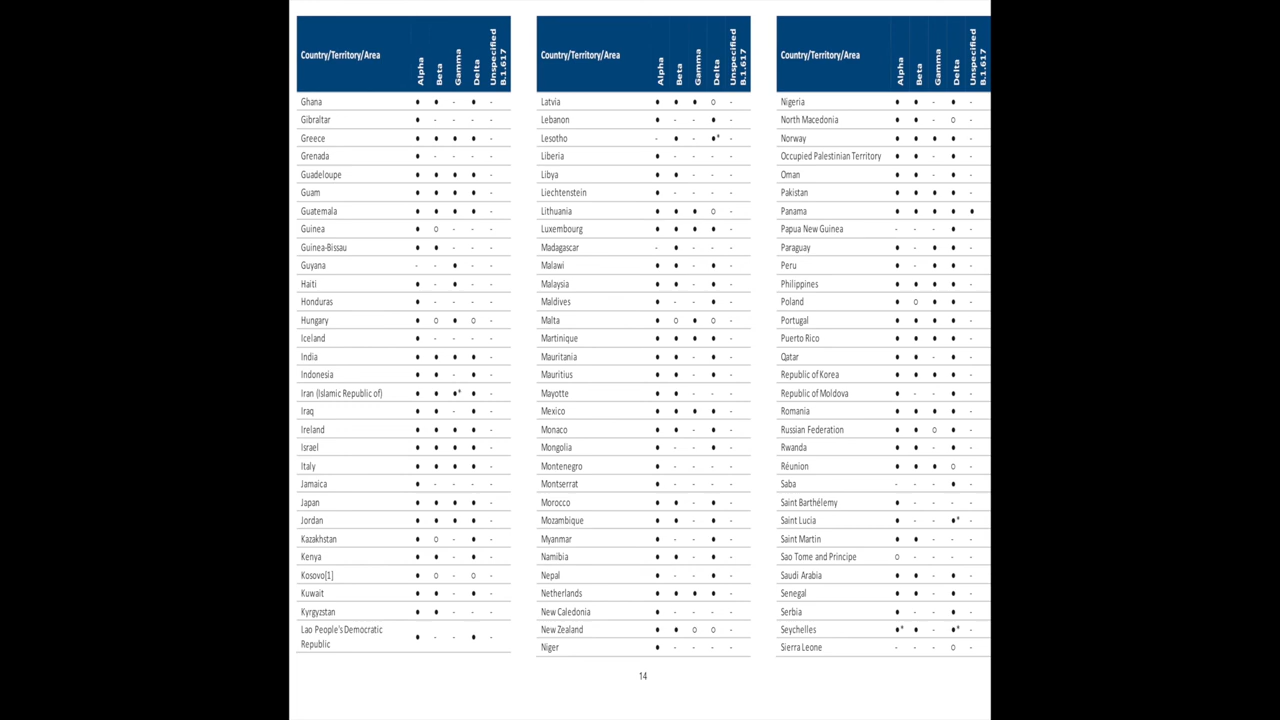 Country/Territory/Area Alpha Beta Gamma Delta Unspecified B.1.617
Ghana ● ● - ● -
Gibraltar ● - - - -
Greece ● ● ● ● -
Grenada ● - - - -
Guadeloupe ● ● ● ● -
Guam ● ● ● ● -
Guatemala ● ● ● ● -
Guinea ● ○ - - -
Guinea-Bissau ● ● - - -
Guyana - - ● - -
Haiti ● - ● - -
Honduras ● - - - -
Hungary ● ○ ● ○ -
Iceland ● - - - -
India ● ● ● ● -
Indonesia ● ● - ● -
Iran (Islamic Republic of) ● ● ●* ● -
Iraq ● ● - ● -
Ireland ● ● ● ● -
Israel ● ● ● ● -
Italy ● ● ● ● -
Jamaica ● - - - -
Japan ● ● ● ● -
Jordan ● ● ● ● -
Kazakhstan ● ○ - ● -
Kenya ● ● - ● -
Kosovo[1] ● ○ - ○ -
Kuwait ● ● - ● -
Kyrgyzstan ● ● - - -
Lao People's Democratic
Republic ● - - ● -
Country/Territory/Area Alpha Beta Gamma Delta Unspecified B.1.617
Latvia ● ● ● ○ -
Lebanon ● - - ● -
Lesotho - ● - ●* -
Liberia ● - - - -
Libya ● ● - - -
Liechtenstein ● - - - -
Lithuania ● ● ● ○ -
Luxembourg ● ● ● ● -
Madagascar - ● - - -
Malawi ● ● - ● -
Malaysia ● ● - ● -
Maldives ● - - ● -
Malta ● ○ ● ○ -
Martinique ● ● ● ● -
Mauritania ● ● - ● -
Mauritius ● ● - ● -
Mayotte ● ● - - -
Mexico ● ● ● ● -
Monaco ● ● - ● -
Mongolia ● - - ● -
Montenegro ● - - - -
Montserrat ● - - - -
Morocco ● ● - ● -
Mozambique ● ● - ● -
Myanmar ● - - ● -
Namibia ● ● - ● -
Nepal ● - - ● -
Netherlands ● ● ● ● -
New Caledonia ● - - - -
New Zealand ● ● ○ ○ -
Niger ● - - - -
Country/Territory/Area Alpha Beta Gamma Delta Unspecified B.1.617
Nigeria ● ● - ● -
North Macedonia ● ● - ○ -
Norway ● ● ● ● -
Occupied Palestinian Territory ● ● - ● -
Oman ● ● - ● -
Pakistan ● ● ● ● -
Panama ● ● ● ● ●
Papua New Guinea - - - ● -
Paraguay ● - ● ● -
Peru ● - ● ● -
Philippines ● ● ● ● -
Poland ● ○ ● ● -
Portugal ● ● ● ● -
Puerto Rico ● ● ● ● -
Qatar ● ● - ● -
Republic of Korea ● ● ● ● -
Republic of Moldova ● - - ● -
Romania ● ● ● ● -
Russian Federation ● ● ○ ● -
Rwanda ● ● - ● -
Réunion ● ● ● ○ -
Saba - - - ● -
Saint Barthélemy ● - - - -
Saint Lucia ● - - ●* -
Saint Martin ● ● - - -
Sao Tome and Principe ○ - - - -
Saudi Arabia ● ● - ● -
Senegal ● ● - ● -
Serbia ● - - ● -
Seychelles ●* ● - ●* -
Sierra Leone - - - ○ -
14